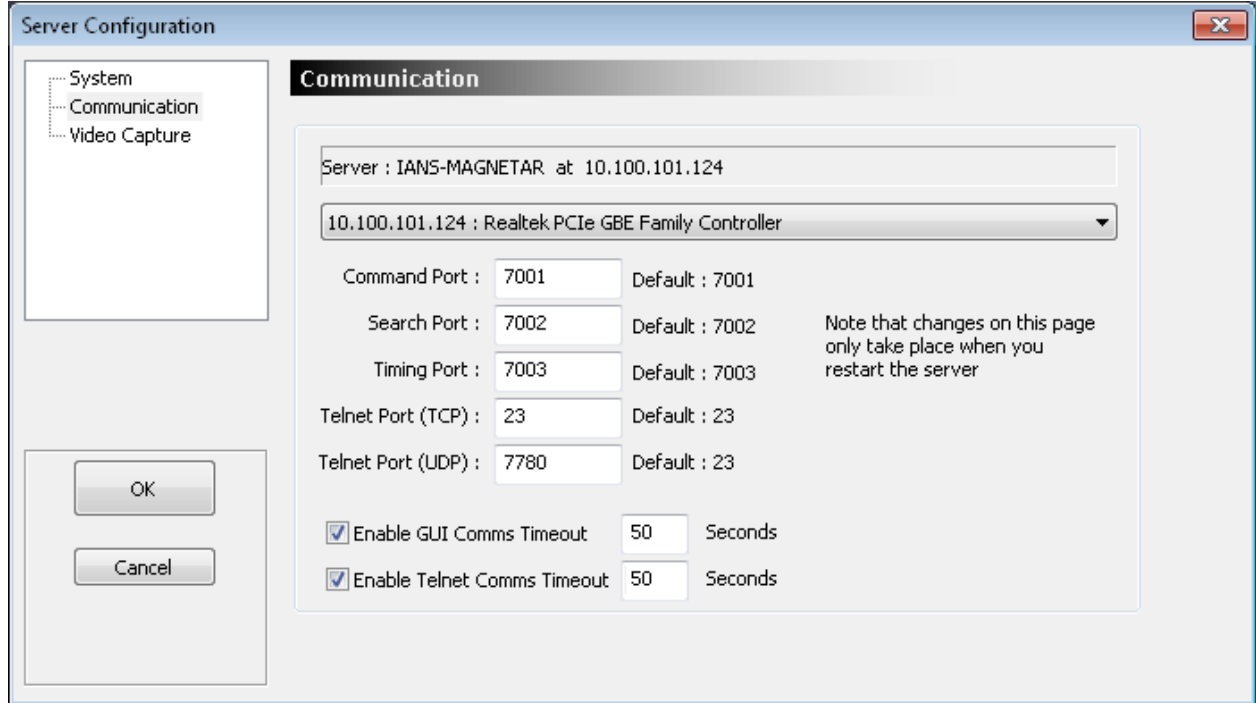 Server Configuration
System
Communication
Video Capture
Communication
Server : IANS-MAGNETAR at 10.100.101.124
10.100.101.124 : Realtek PCIe GBE Family Controller
Command Port : 7001 Default : 7001
Search Port : 7002 Default : 7002
Timing Port : 7003 Default : 7003
Note that changes on this page
only take place when you
restart the server
Telnet Port (TCP) : 23 Default : 23
Telnet Port (UDP) : 7780 Default : 23
Enable GUI Comms Timeout 50 Seconds
Enable Telnet Comms Timeout 50 Seconds
OK
Cancel